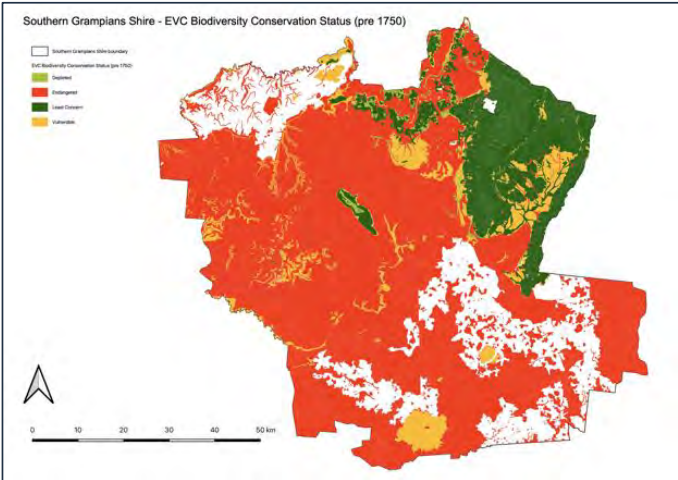 Southern Grampians Shire - EVC Biodiversity Conservation Status (pre 1750)
Southern Grampians Shire boundary
EVC Biodiversity Conservation Status (pre 1750)
Depleted
Endangered
Least Concern
Vulnerable
0 10 20 30 40 50 km